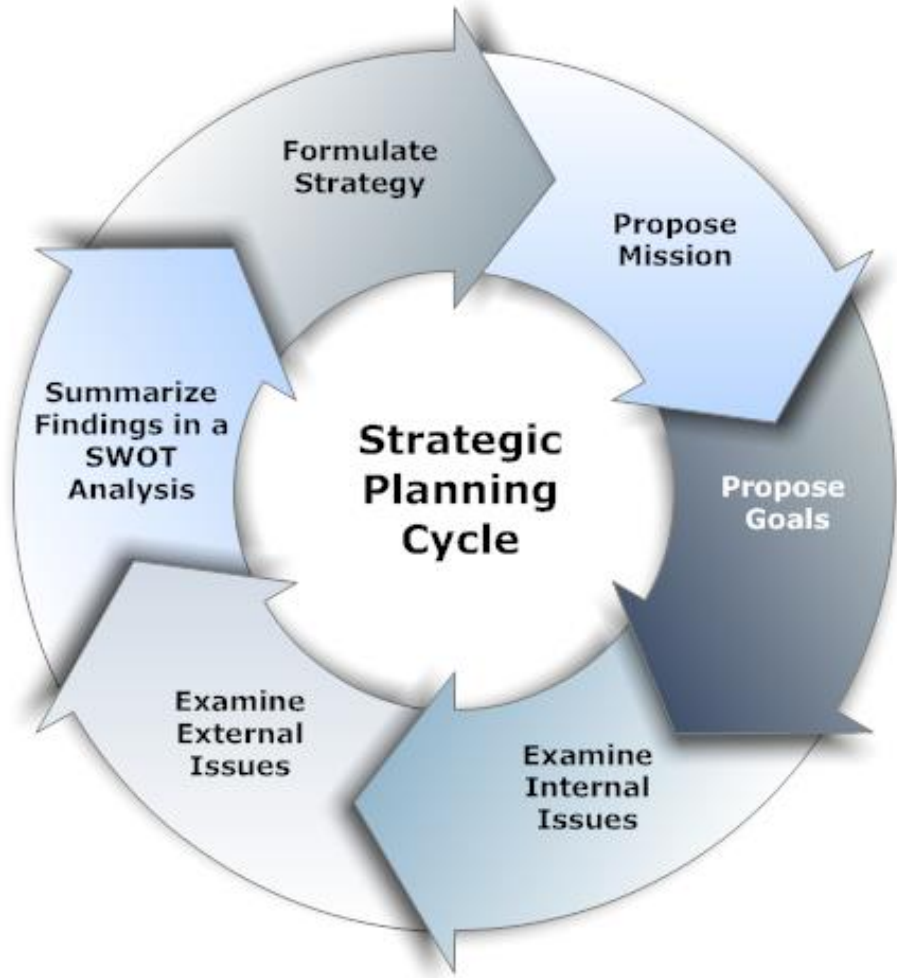 Formulate
Strategy
Propose
Mission
Propose
Goals
Examine
Internal
Issues
Examine
External
Issues
Summarize
Findings in a
SWOT
Analysis
Strategic
Planning
Cycle